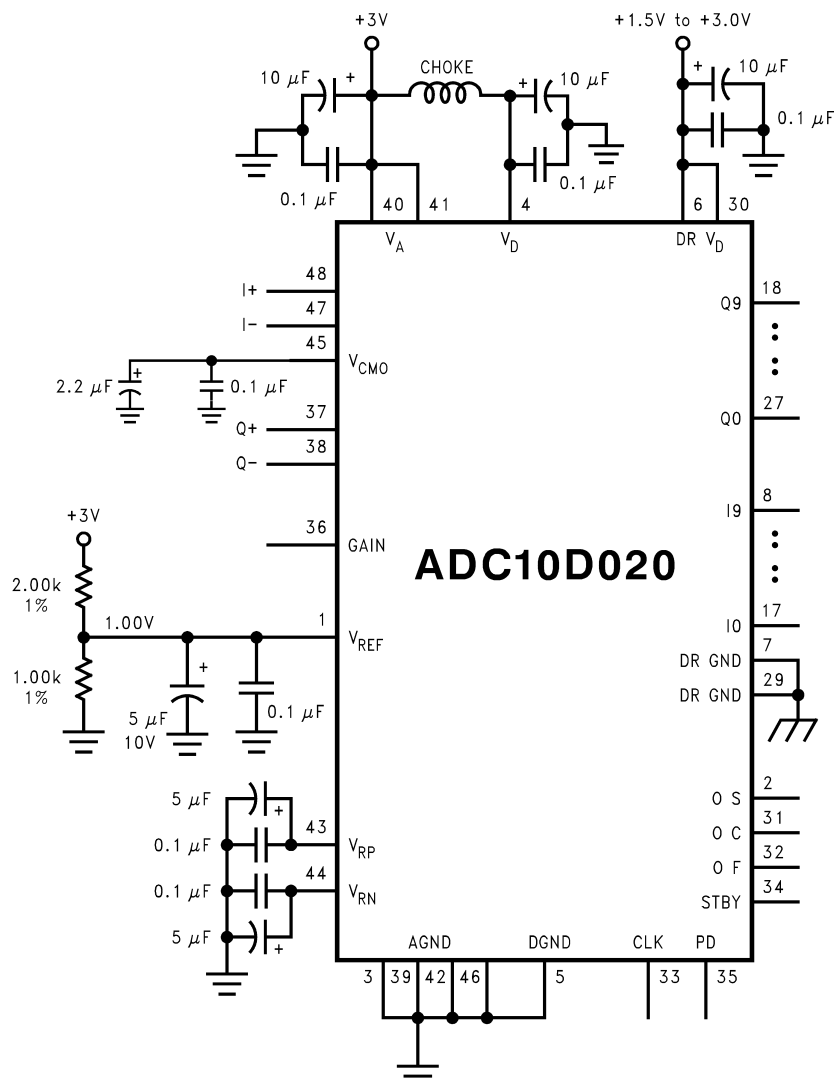 +3V
+1.5V to +3.0V
10 μF
+
CHOKE
+
10 μF
+
10 μF
0.1 μF
0.1 μF
0.1 μF
40
41
4
6
30
VA
VD
DR VD
48
I+
47
I-
45
VCMO
2.2 μF
+
0.1 μF
37
Q+
38
Q-
36
GAIN
+3V
2.00k
1%
1.00V
1
VREF
1.00k
1%
+
5 μF
10V
0.1 μF
ADC10D020
18
Q9
27
Q0
8
I9
17
I0
7
DR GND
29
DR GND
5 μF
+
43
0.1 μF
VRP
44
0.1 μF
VRN
5 μF
+
2
O S
31
O C
32
O F
34
STBY
AGND
DGND
CLK
PD
3
39
42
46
5
33
35